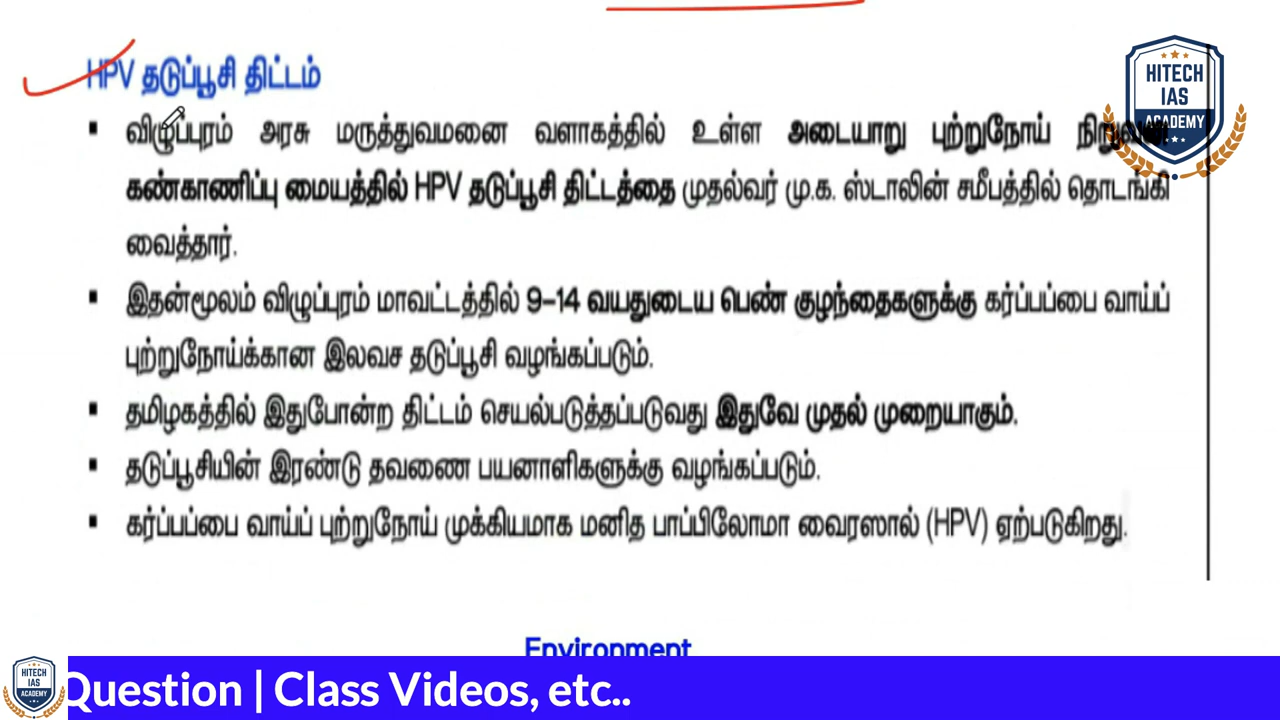 HPV தடுப்பூசி திட்டம்
HITECH
IAS
ACADEMY
▪ விழுப்புரம் அரசு மருத்துவமனை வளாகத்தில் உள்ள அடையாறு புற்றுநோய்
கண்காணிப்பு மையத்தில் HPV தடுப்பூசி திட்டத்தை முதல்வர் மு.க. ஸ்டாலின் சமீபத்தில் தொடங்கி
வைத்தார்.
▪ இதன்மூலம் விழுப்புரம் மாவட்டத்தில் 9–14 வயதுடைய பெண் குழந்தைகளுக்கு கர்ப்பப்பை வாய்ப்
புற்றுநோய்க்கான இலவச தடுப்பூசி வழங்கப்படும்.
▪ தமிழகத்தில் இதுபோன்ற திட்டம் செயல்படுத்தப்படுவது இதுவே முதல் முறையாகும்.
▪ தடுப்பூசியின் இரண்டு தவணை பயனாளிகளுக்கு வழங்கப்படும்.
▪ கர்ப்பப்பை வாய்ப் புற்றுநோய் முக்கியமாக மனித பாப்பிலோமா வைரஸால் (HPV) ஏற்படுகிறது.
Environment
HITECH
IAS
ACADEMY
Question | Class Videos, etc..